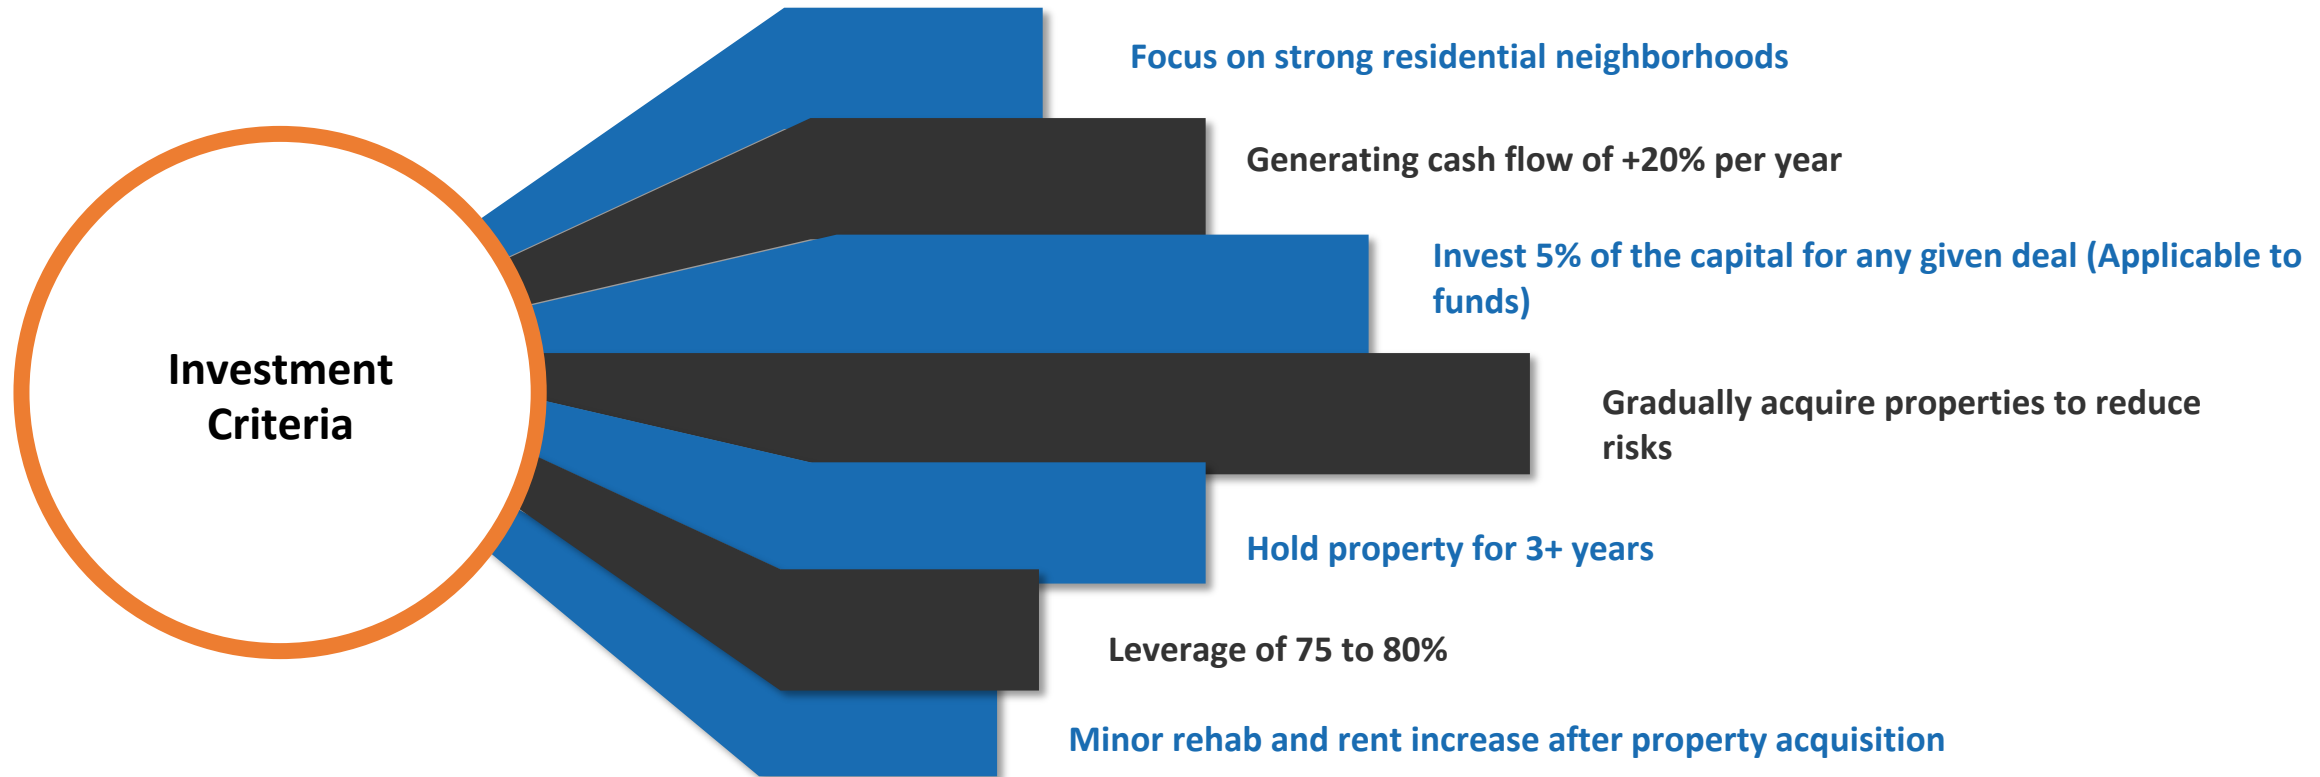 Focus on strong residential neighborhoods
Generating cash flow of +20% per year
Invest 5% of the capital for any given deal (Applicable to
funds)
Investment
Criteria
Gradually acquire properties to reduce
risks
Hold property for 3+ years
Leverage of 75 to 80%
Minor rehab and rent increase after property acquisition